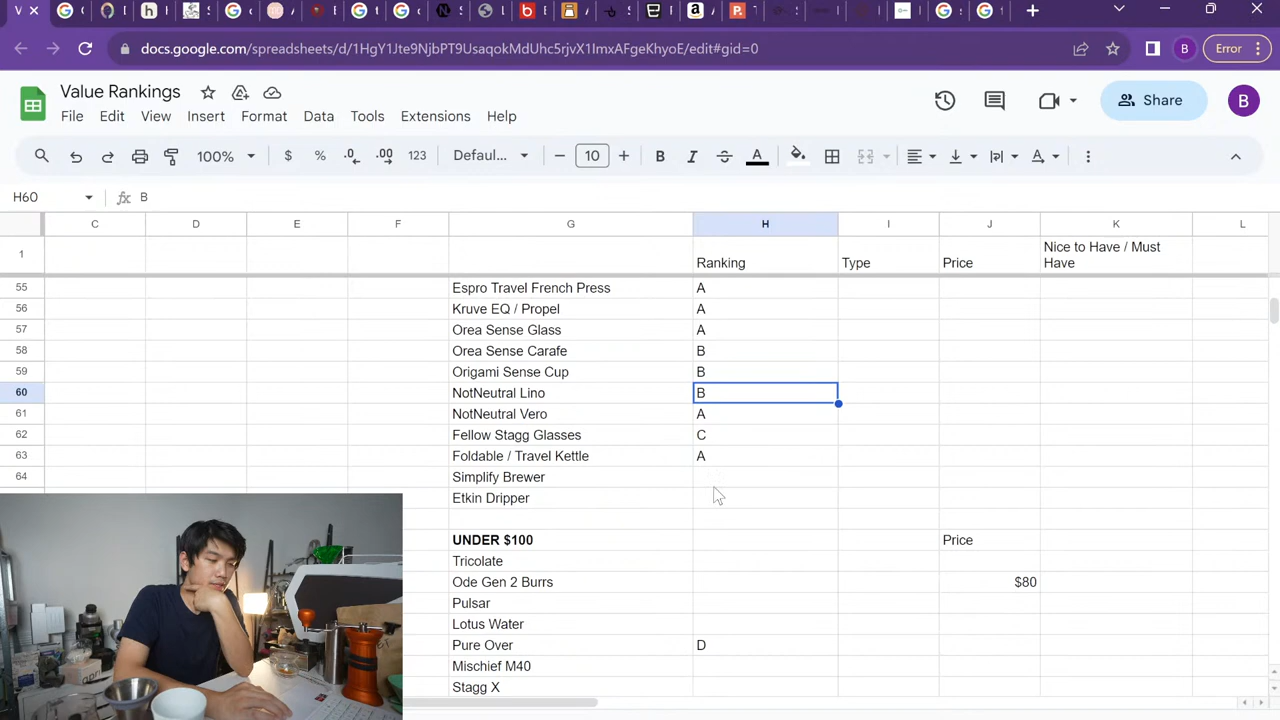 docs.google.com/spreadsheets/d/1HgY1Jte9NjbPT9UsaqokMdUhc5rjvX1ImxAFgeKhyoE/edit#gid=0
B
Error
Value Rankings
File Edit View Insert Format Data Tools Extensions Help
Share
B
100% $ % .0 .00 123 Defaul... 10 B I A
H60 fx B
C D E F G H I J K L
1 Ranking Type Price Nice to Have / Must Have
55 Espro Travel French Press A
56 Kruve EQ / Propel A
57 Orea Sense Glass A
58 Orea Sense Carafe B
59 Origami Sense Cup B
60 NotNeutral Lino B
61 NotNeutral Vero A
62 Fellow Stagg Glasses C
63 Foldable / Travel Kettle A
64 Simplify Brewer
Etkin Dripper
UNDER $100 Price
Tricolate
Ode Gen 2 Burrs $80
Pulsar
Lotus Water
Pure Over D
Mischief M40
Stagg X